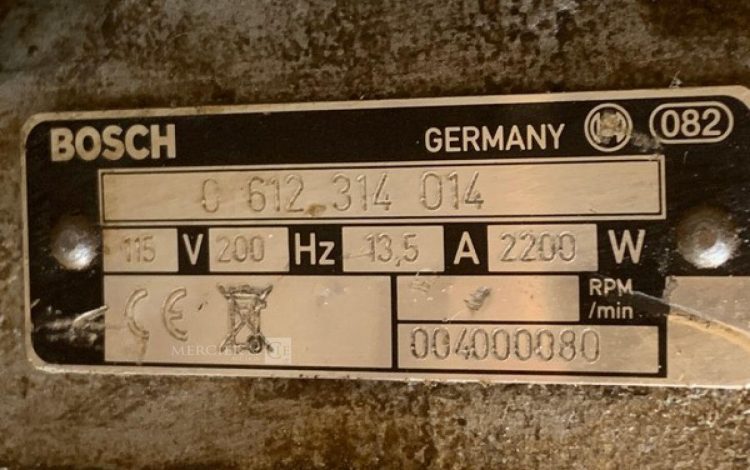 BOSCH GERMANY 082
0 612 314 014
115 V 200 Hz 13,5 A 2200 W
CE RPM
/min
004000080